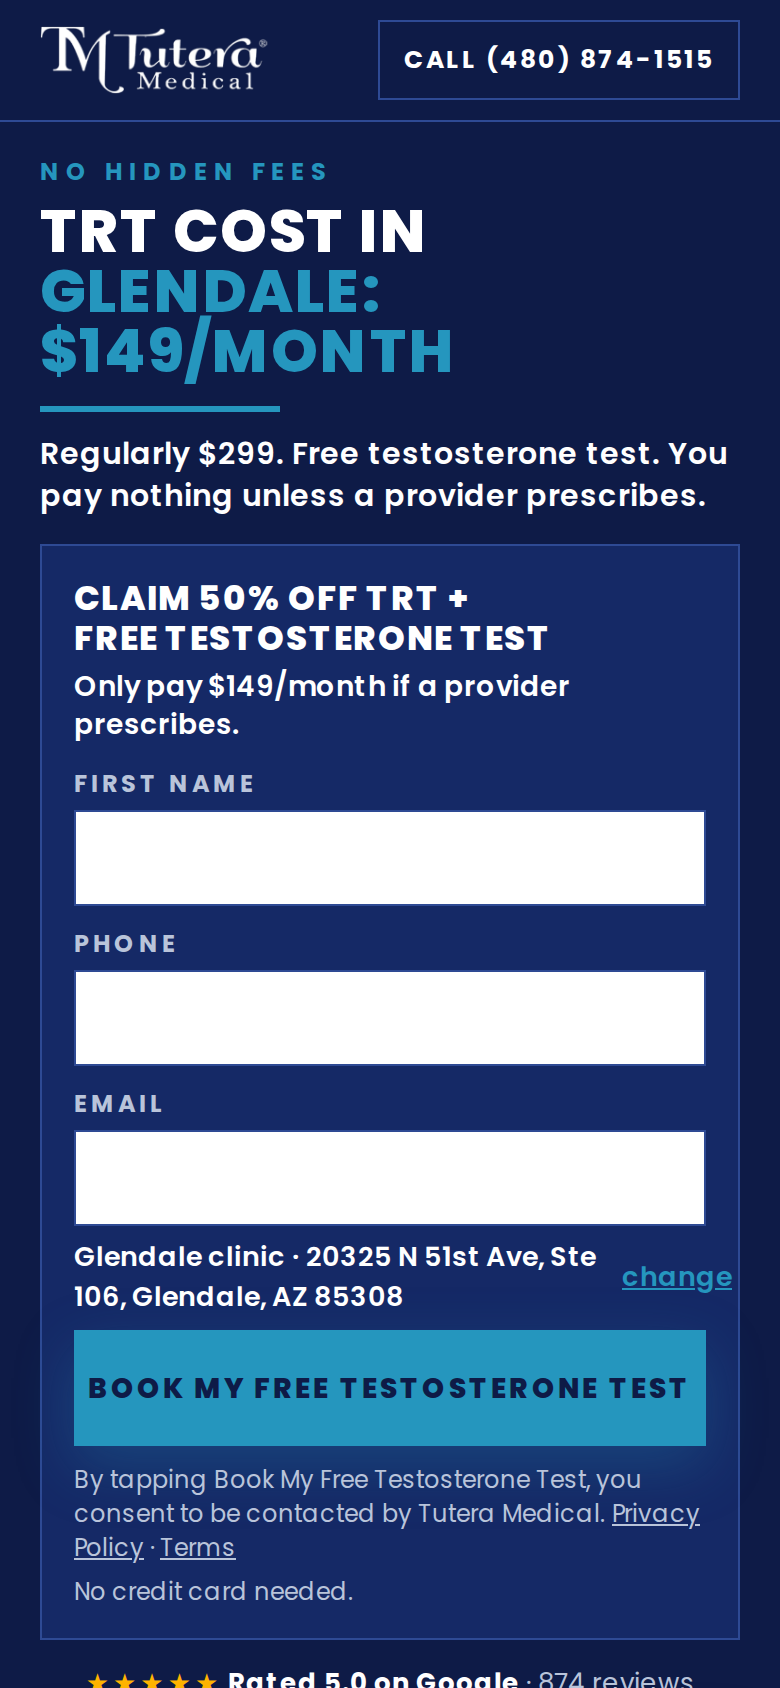 TM Tutera®
Medical
CALL (480) 874-1515
NO HIDDEN FEES
TRT COST IN
GLENDALE:
$149/MONTH
Regularly $299. Free testosterone test. You
pay nothing unless a provider prescribes.
CLAIM 50% OFF TRT +
FREE TESTOSTERONE TEST
Only pay $149/month if a provider
prescribes.
FIRST NAME
PHONE
EMAIL
Glendale clinic · 20325 N 51st Ave, Ste
106, Glendale, AZ 85308
change
BOOK MY FREE TESTOSTERONE TEST
By tapping Book My Free Testosterone Test, you
consent to be contacted by Tutera Medical. Privacy
Policy · Terms
No credit card needed.
★★★★★ Rated 5.0 on Google · 874 reviews